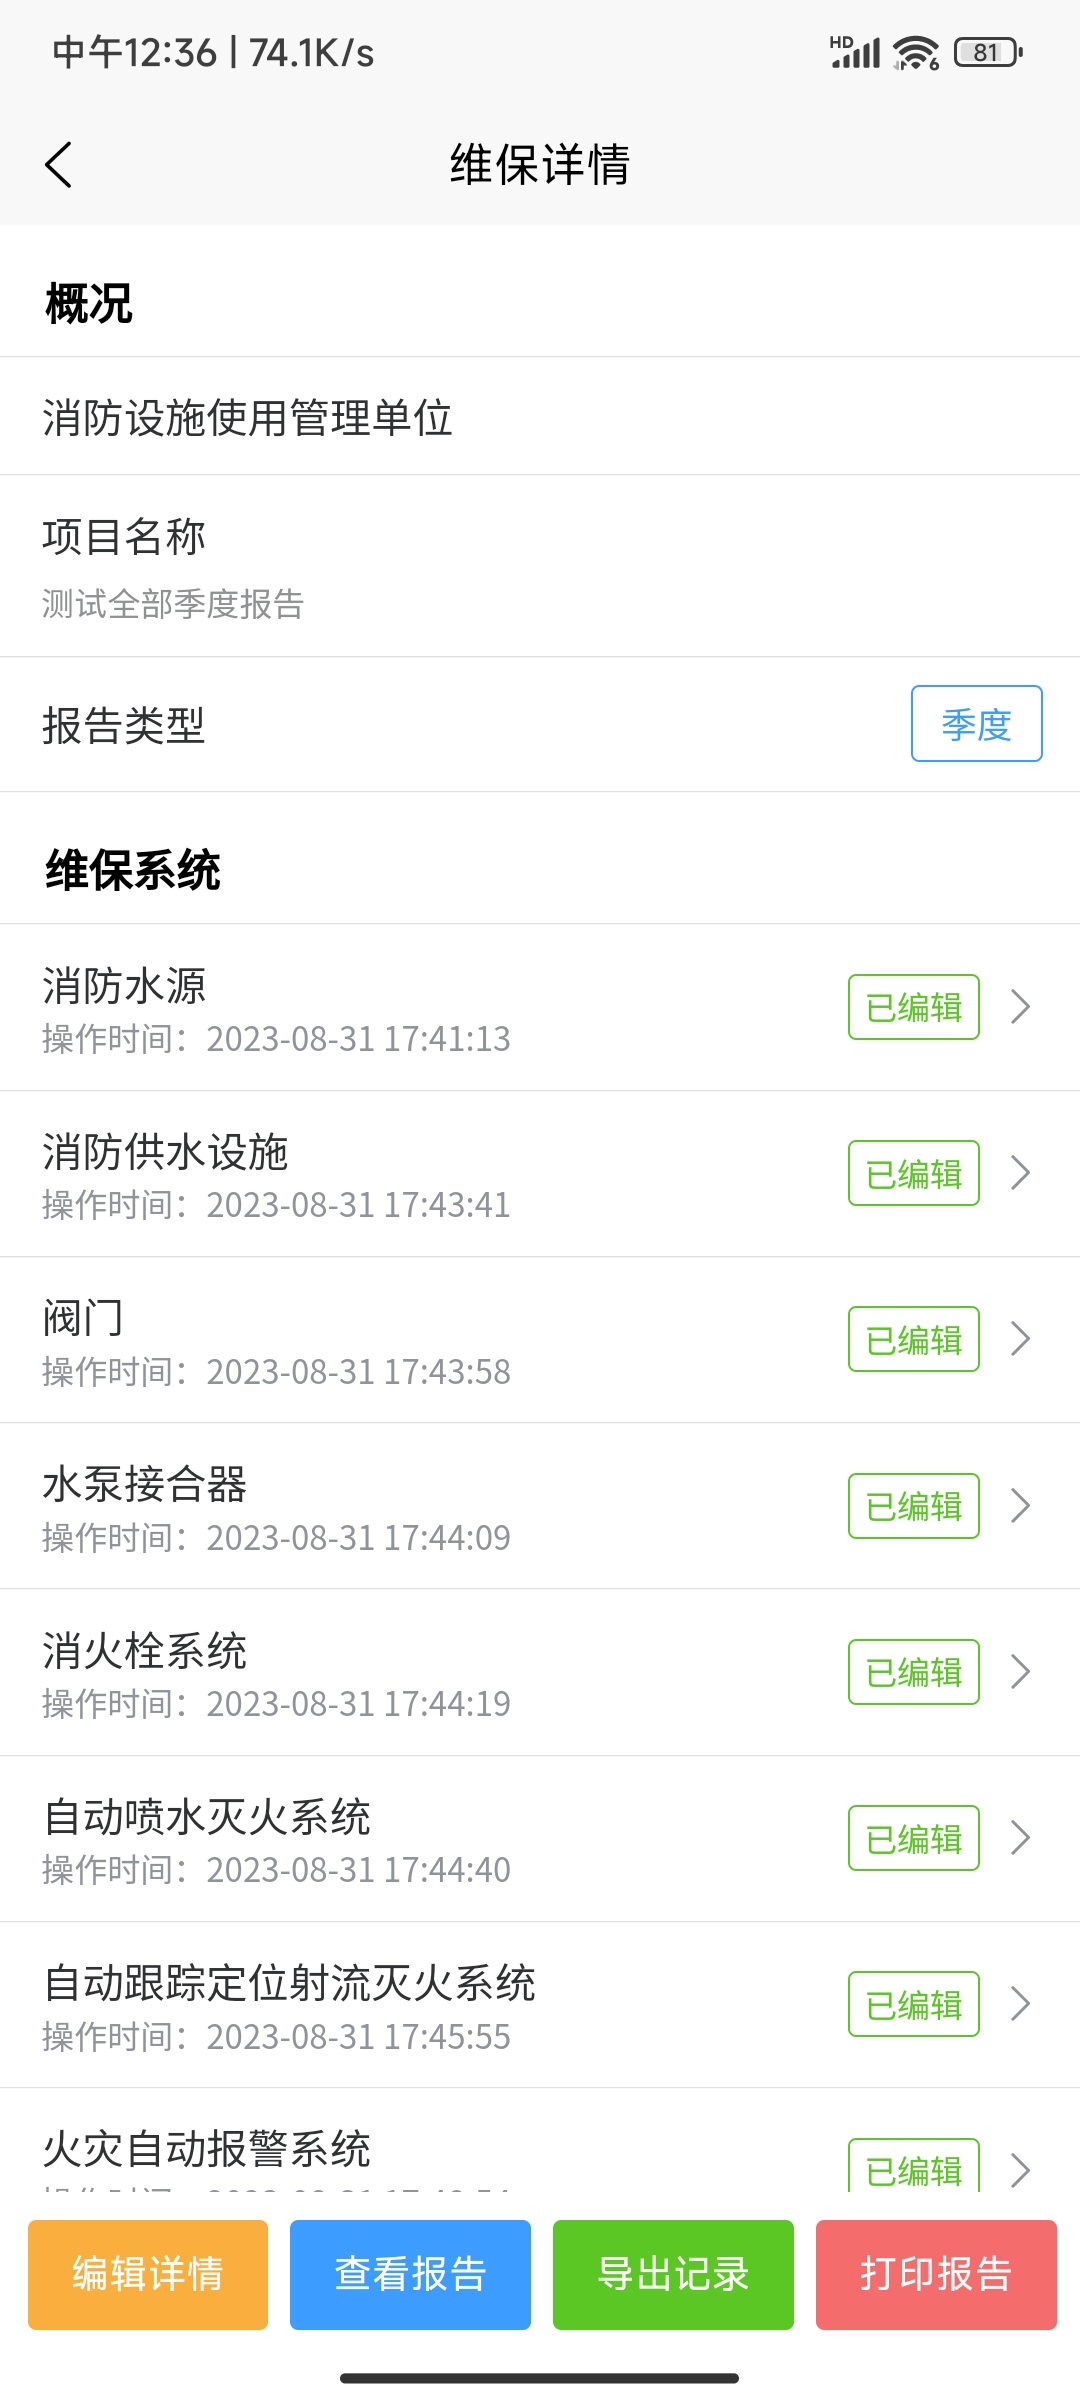 中午12:36 | 74.1K/s
HD
6
81
维保详情
概况
消防设施使用管理单位
项目名称
测试全部季度报告
报告类型
季度
维保系统
消防水源
已编辑
操作时间：2023-08-31 17:41:13
消防供水设施
已编辑
操作时间：2023-08-31 17:43:41
阀门
已编辑
操作时间：2023-08-31 17:43:58
水泵接合器
已编辑
操作时间：2023-08-31 17:44:09
消火栓系统
已编辑
操作时间：2023-08-31 17:44:19
自动喷水灭火系统
已编辑
操作时间：2023-08-31 17:44:40
自动跟踪定位射流灭火系统
已编辑
操作时间：2023-08-31 17:45:55
火灾自动报警系统
已编辑
编辑详情
查看报告
导出记录
打印报告